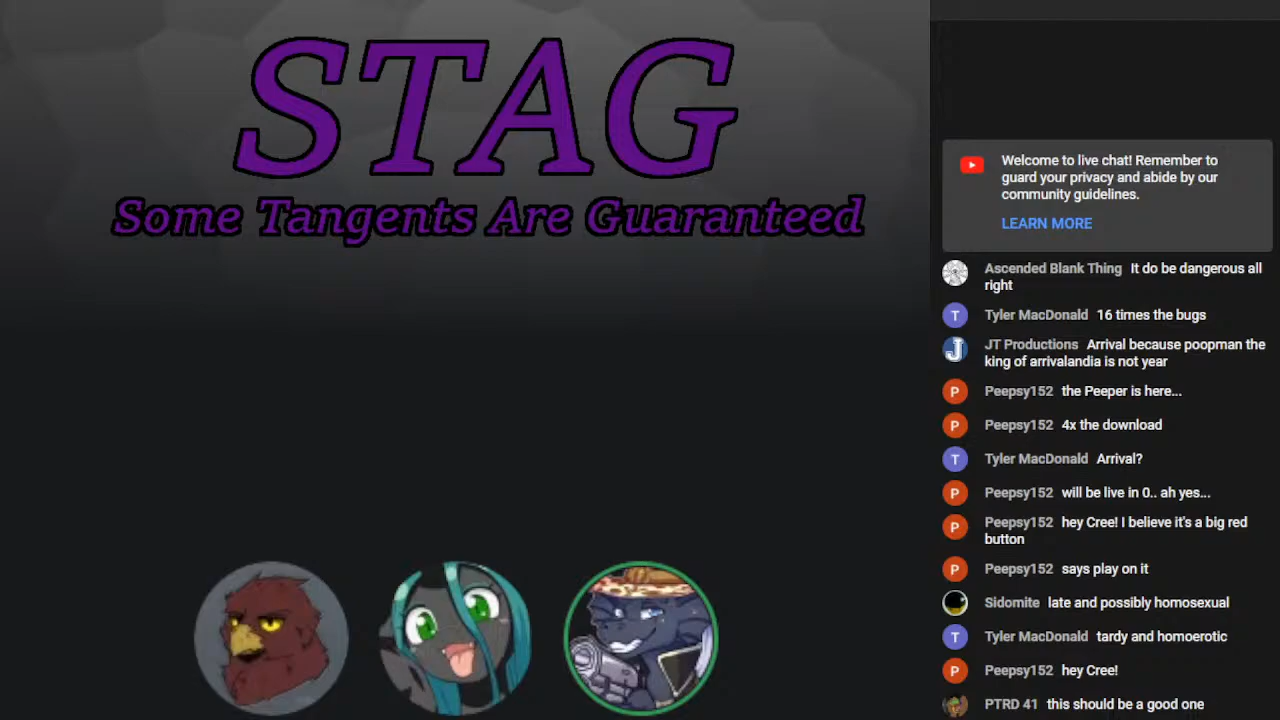 STAG
Some Tangents Are Guaranteed
Welcome to live chat! Remember to
guard your privacy and abide by our
community guidelines.
LEARN MORE
Ascended Blank Thing It do be dangerous all
right
T Tyler MacDonald 16 times the bugs
J JT Productions Arrival because poopman the
king of arrivalandia is not year
P Peepsy152 the Peeper is here...
P Peepsy152 4x the download
T Tyler MacDonald Arrival?
P Peepsy152 will be live in 0.. ah yes...
P Peepsy152 hey Cree! I believe it's a big red
button
P Peepsy152 says play on it
Sidomite late and possibly homosexual
T Tyler MacDonald tardy and homoerotic
P Peepsy152 hey Cree!
PTRD 41 this should be a good one